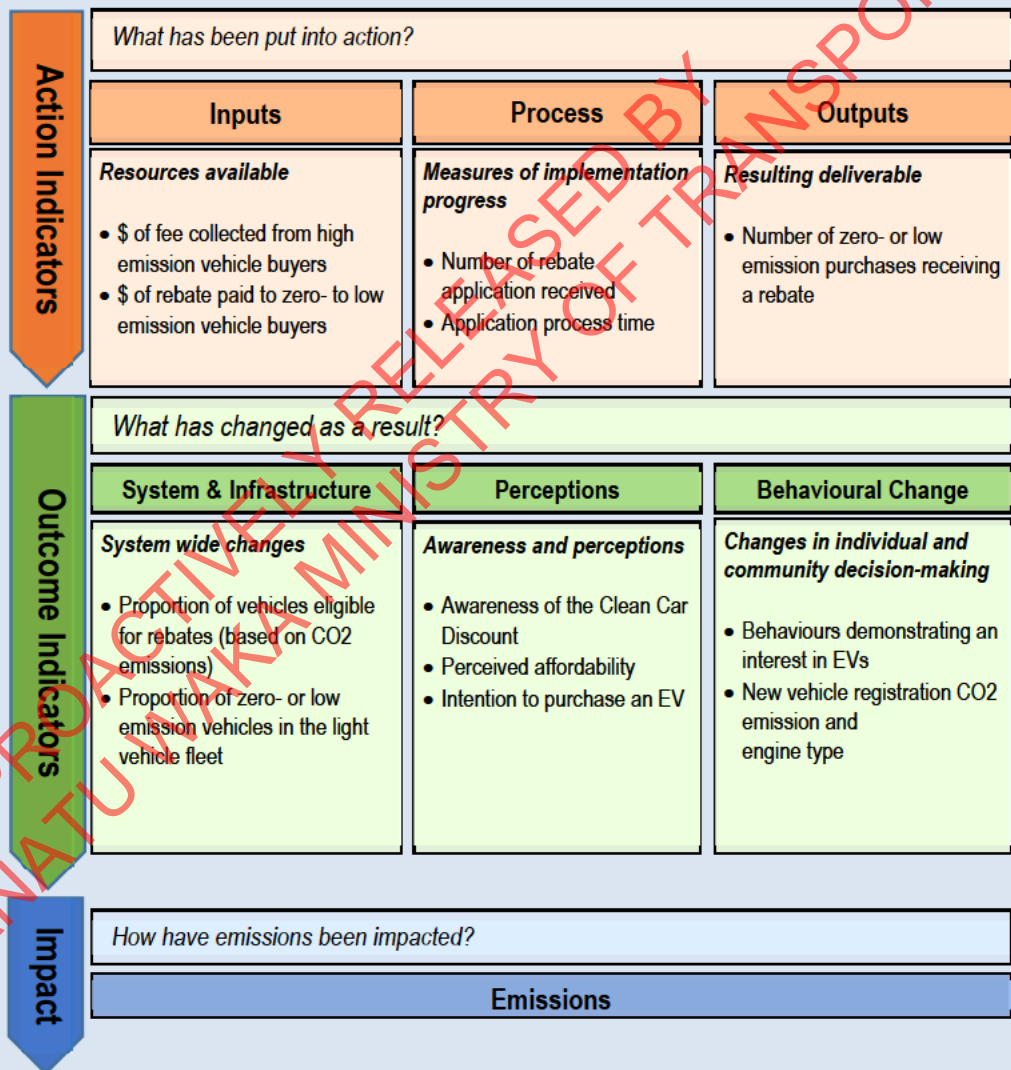 Action Indicators
What has been put into action?
Inputs
Resources available
• $ of fee collected from high
emission vehicle buyers
• $ of rebate paid to zero- to low
emission vehicle buyers
Process
Measures of implementation
progress
• Number of rebate
application received
• Application process time
Outputs
Resulting deliverable
• Number of zero- or low
emission purchases receiving
a rebate
Outcome Indicators
What has changed as a result?
System & Infrastructure
System wide changes
• Proportion of vehicles eligible
for rebates (based on CO2
emissions)
• Proportion of zero- or low
emission vehicles in the light
vehicle fleet
Perceptions
Awareness and perceptions
• Awareness of the Clean Car
Discount
• Perceived affordability
• Intention to purchase an EV
Behavioural Change
Changes in individual and
community decision-making
• Behaviours demonstrating an
interest in EVs
• New vehicle registration CO2
emission and
engine type
Impact
How have emissions been impacted?
Emissions
PROACTIVELY RELEASED BY
WAKA MINISTRY OF